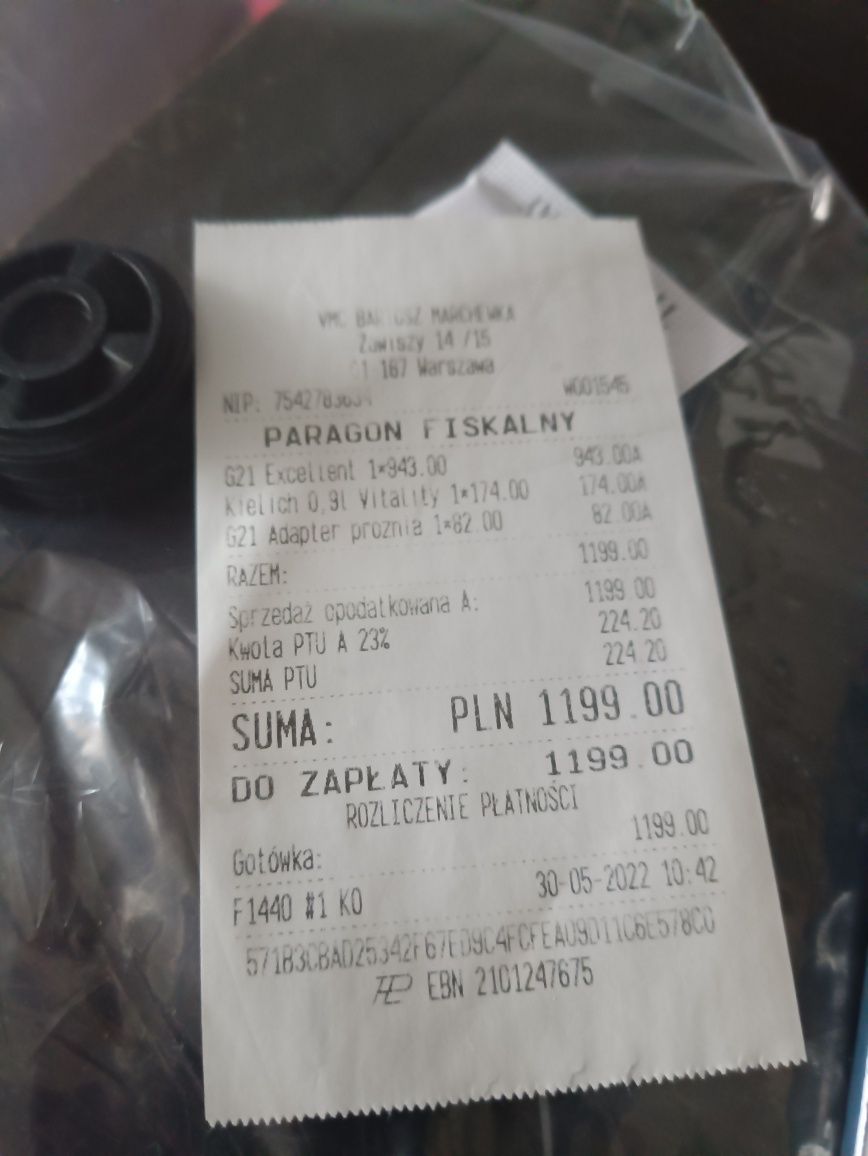 VMC BARTOSZ MARCHEWKA
Zawiszy 14 /15
01 167 Warszawa
NIP: W001545
PARAGON FISKALNY
G21 Excellent 1*943.00 943.00A
Kielich 0,9l Vitality 1*174.00 174.00A
G21 Adapter próżnia 1*82.00 82.00A
RAZEM: 1199.00
Sprzedaż opodatkowana A: 1199.00
Kwota PTU A 23% 224.20
SUMA PTU 224.20
SUMA: PLN 1199.00
DO ZAPŁATY: 1199.00
ROZLICZENIE PŁATNOŚCI
Gotówka: 1199.00
F1440 #1 KO 30-05-2022 10:42
EBN 2101247675